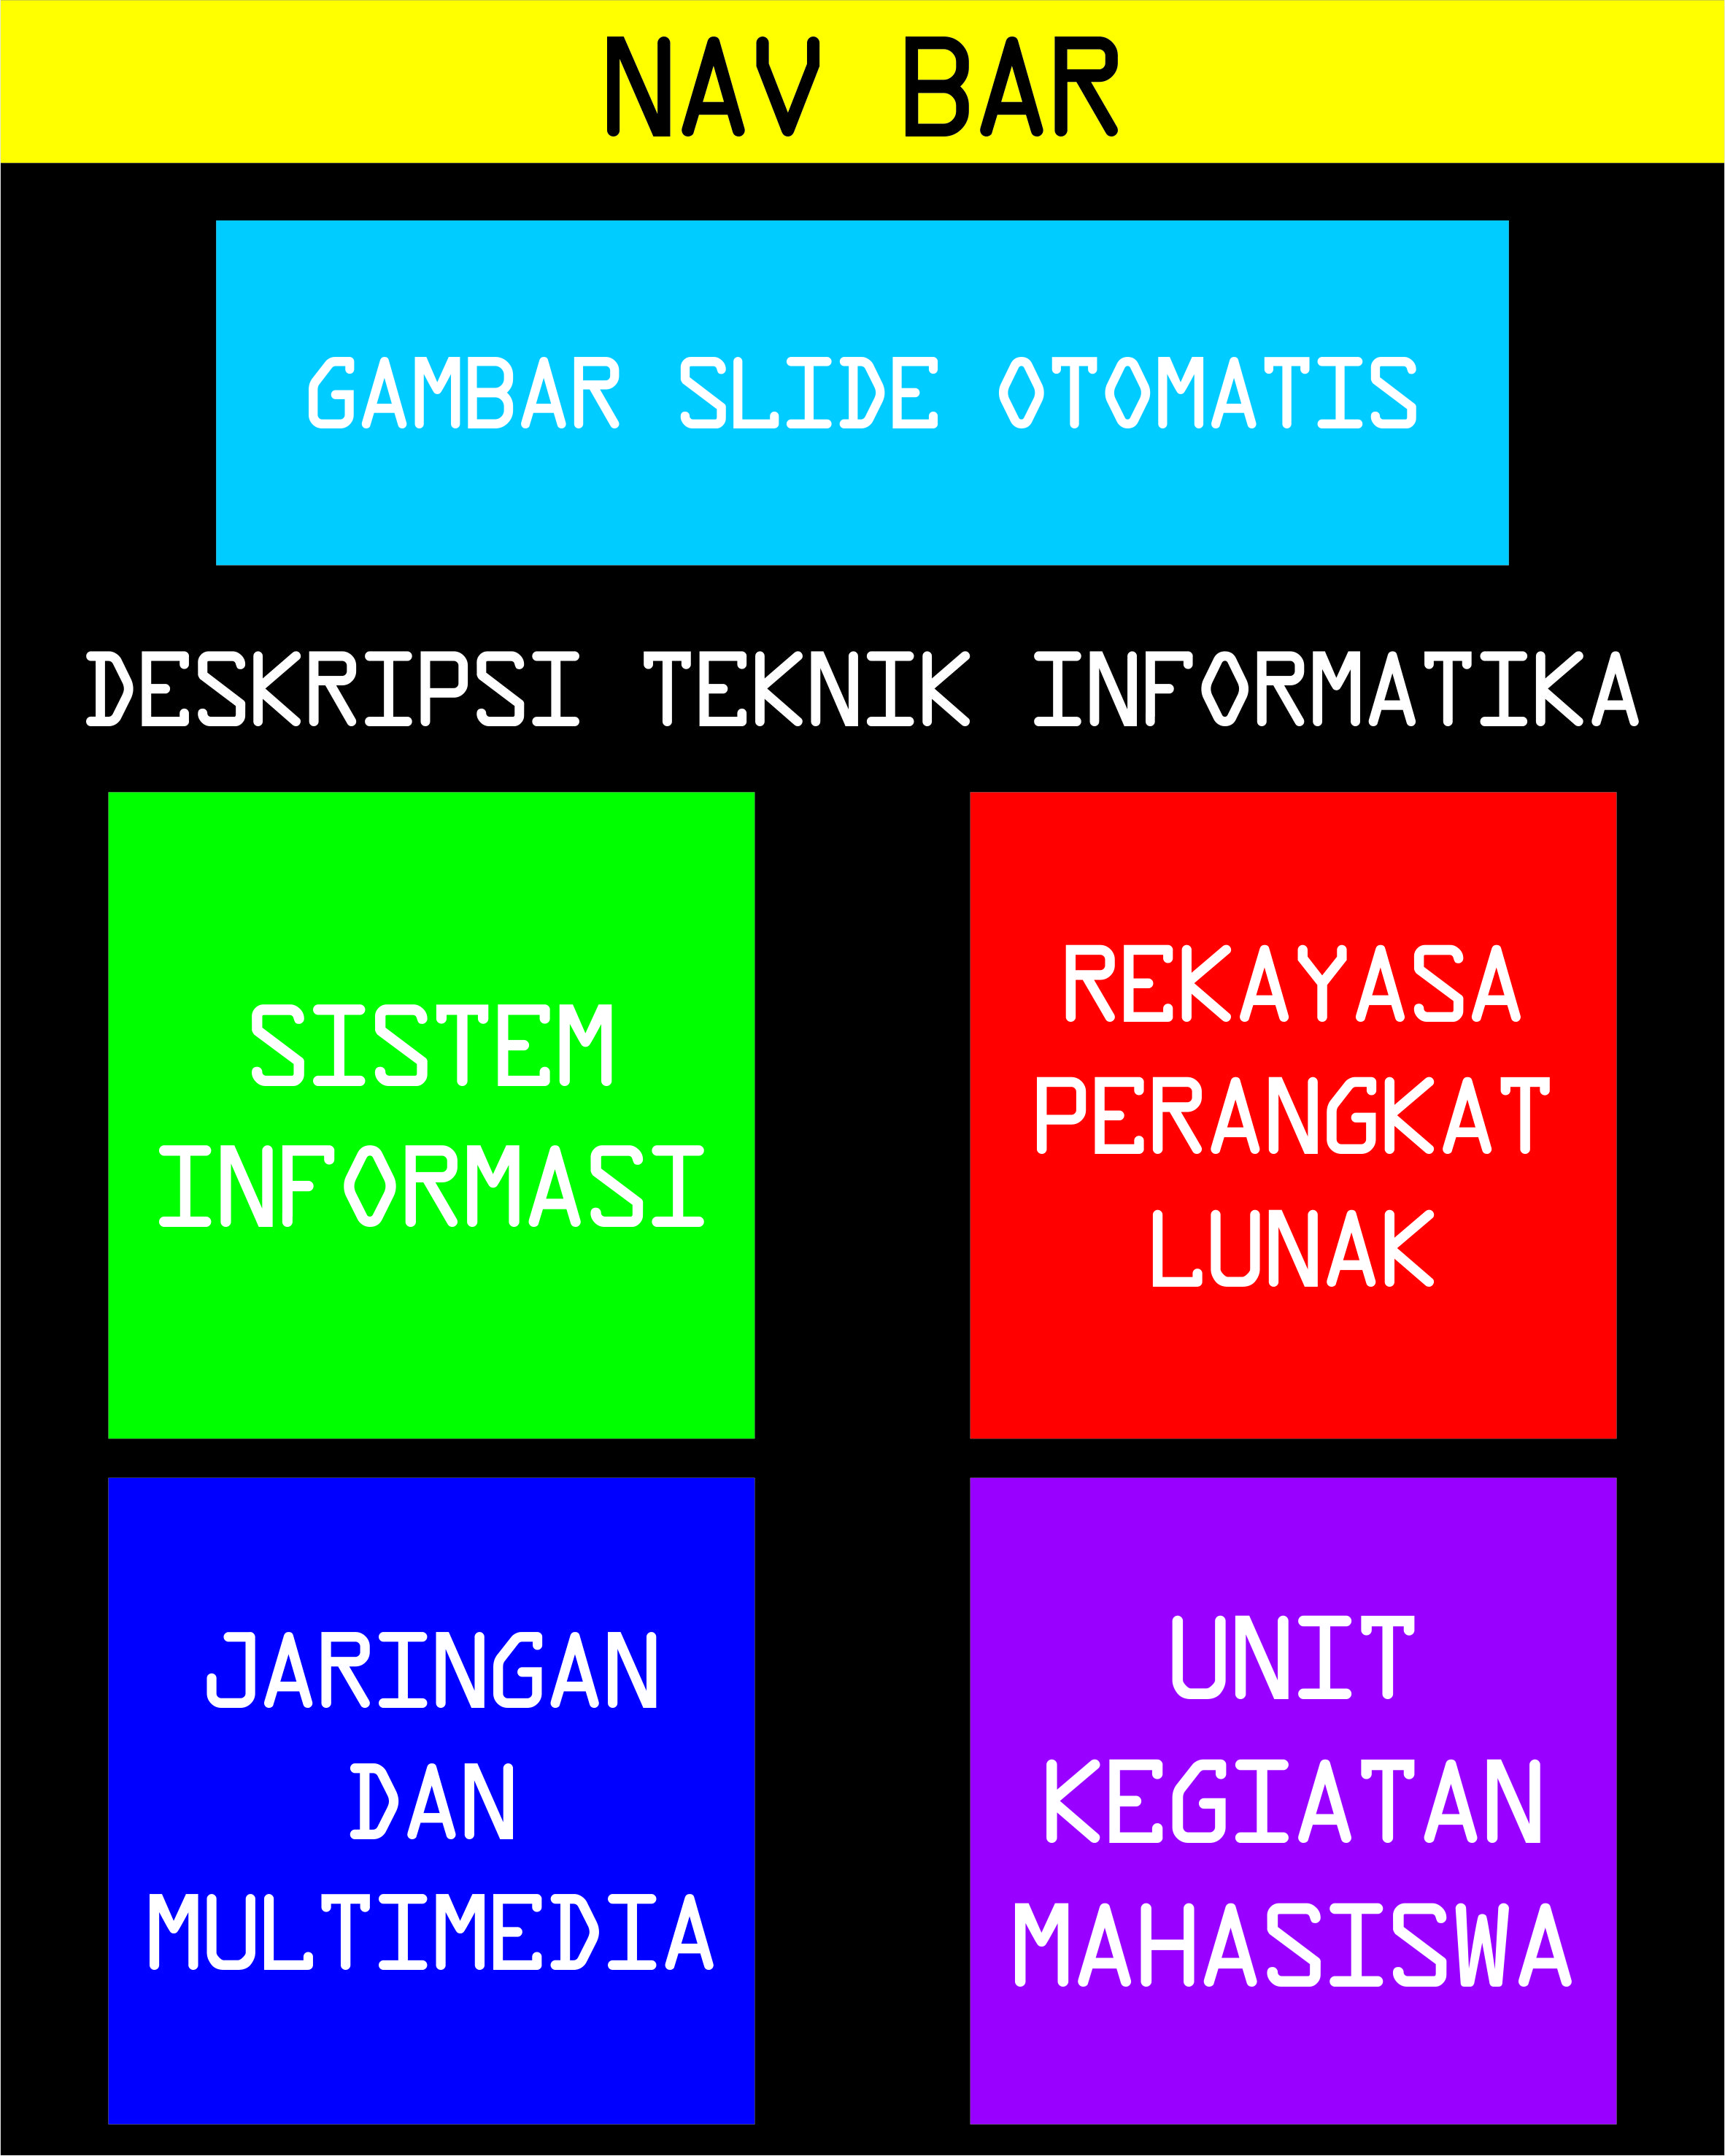 NAV BAR
GAMBAR SLIDE OTOMATIS
DESKRIPSI TEKNIK INFORMATIKA
SISTEM
INFORMASI
REKAYASA
PERANGKAT
LUNAK
JARINGAN
DAN
MULTIMEDIA
UNIT
KEGIATAN
MAHASISWA